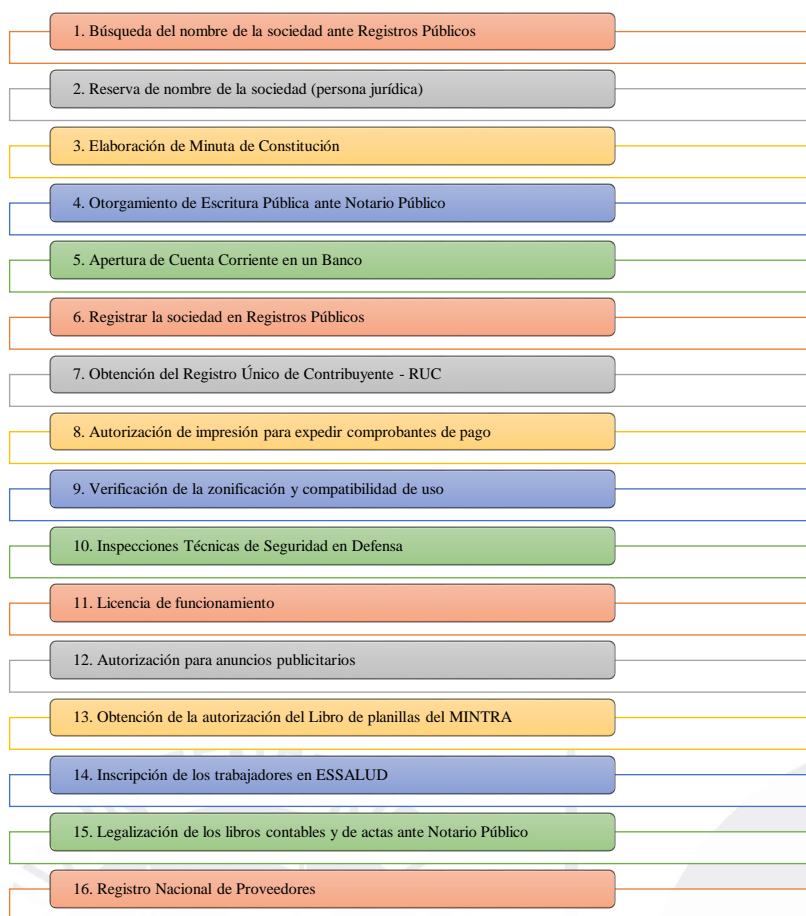 1. Búsqueda del nombre de la sociedad ante Registros Públicos
2. Reserva de nombre de la sociedad (persona jurídica)
3. Elaboración de Minuta de Constitución
4. Otorgamiento de Escritura Pública ante Notario Público
5. Apertura de Cuenta Corriente en un Banco
6. Registrar la sociedad en Registros Públicos
7. Obtención del Registro Único de Contribuyente - RUC
8. Autorización de impresión para expedir comprobantes de pago
9. Verificación de la zonificación y compatibilidad de uso
10. Inspecciones Técnicas de Seguridad en Defensa
11. Licencia de funcionamiento
12. Autorización para anuncios publicitarios
13. Obtención de la autorización del Libro de planillas del MINTRA
14. Inscripción de los trabajadores en ESSALUD
15. Legalización de los libros contables y de actas ante Notario Público
16. Registro Nacional de Proveedores